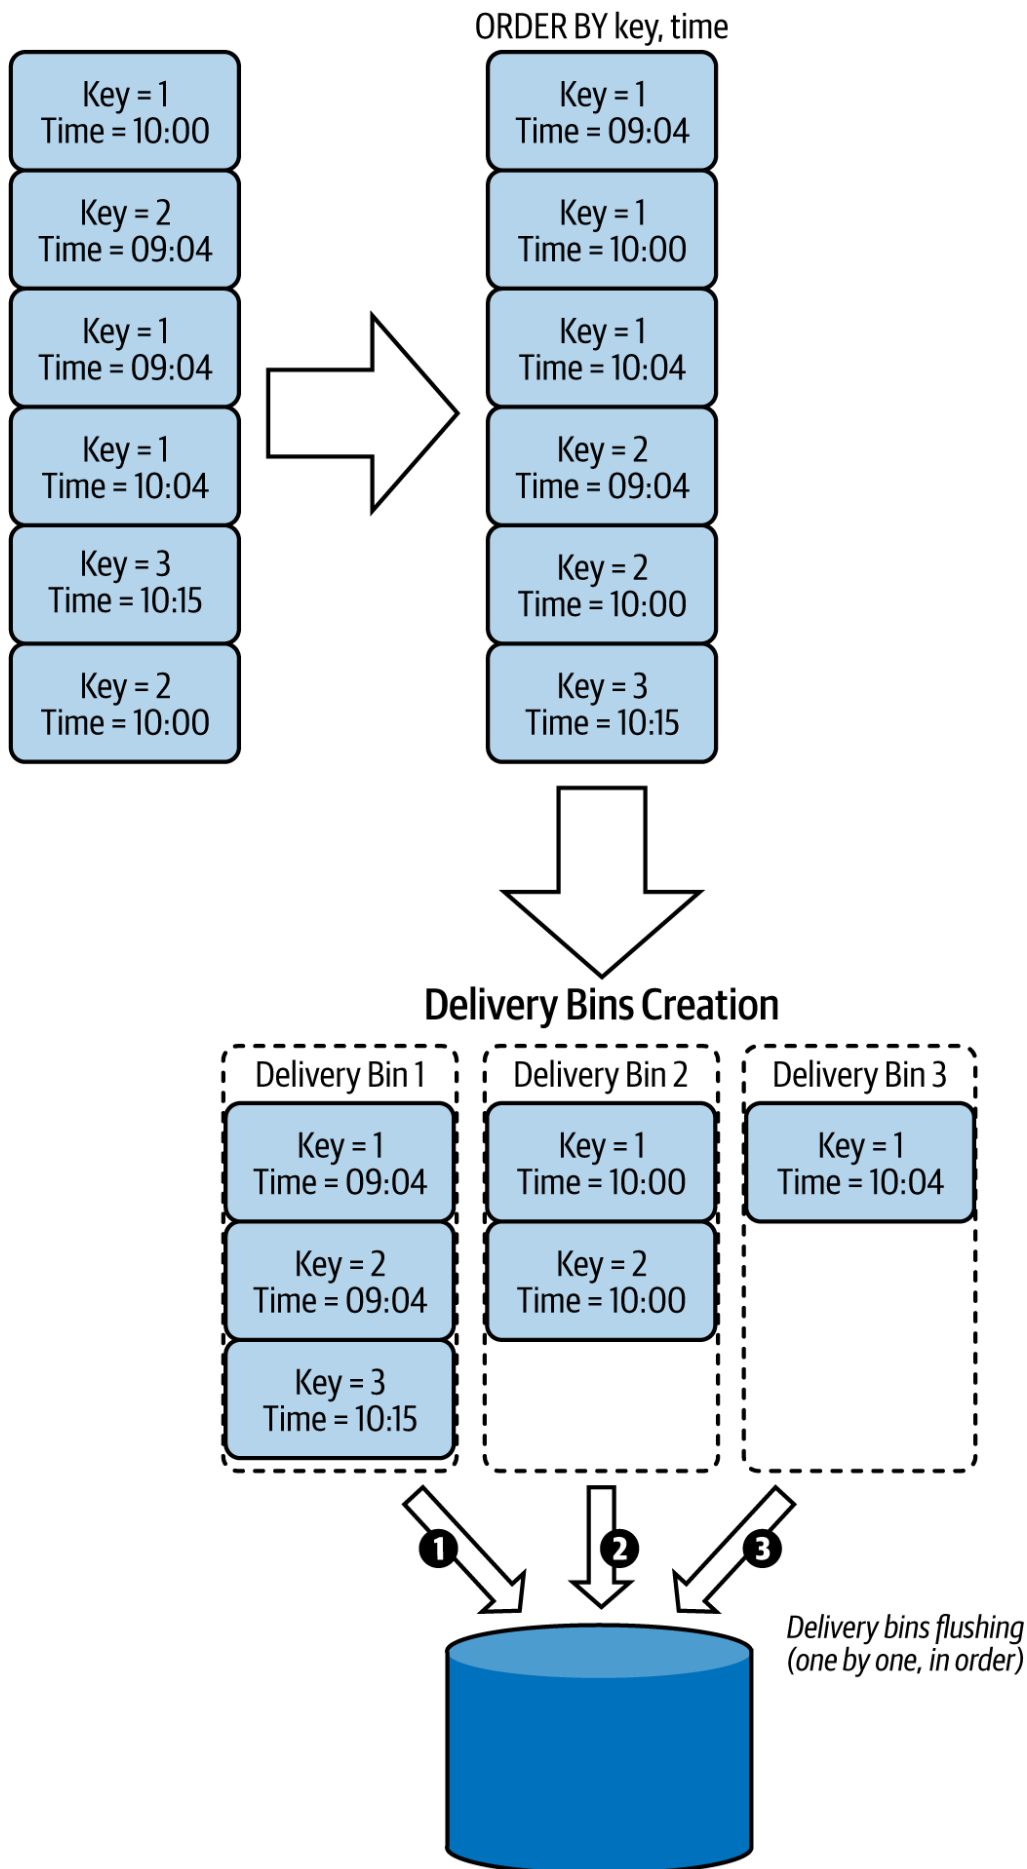 ORDER BY key, time
Key = 1
Time = 10:00
Key = 2
Time = 09:04
Key = 1
Time = 09:04
Key = 1
Time = 10:04
Key = 3
Time = 10:15
Key = 2
Time = 10:00
Key = 1
Time = 09:04
Key = 1
Time = 10:00
Key = 1
Time = 10:04
Key = 2
Time = 09:04
Key = 2
Time = 10:00
Key = 3
Time = 10:15
Delivery Bins Creation
Delivery Bin 1
Key = 1
Time = 09:04
Key = 2
Time = 09:04
Key = 3
Time = 10:15
Delivery Bin 2
Key = 1
Time = 10:00
Key = 2
Time = 10:00
Delivery Bin 3
Key = 1
Time = 10:04
1
2
3
Delivery bins flushing
(one by one, in order)